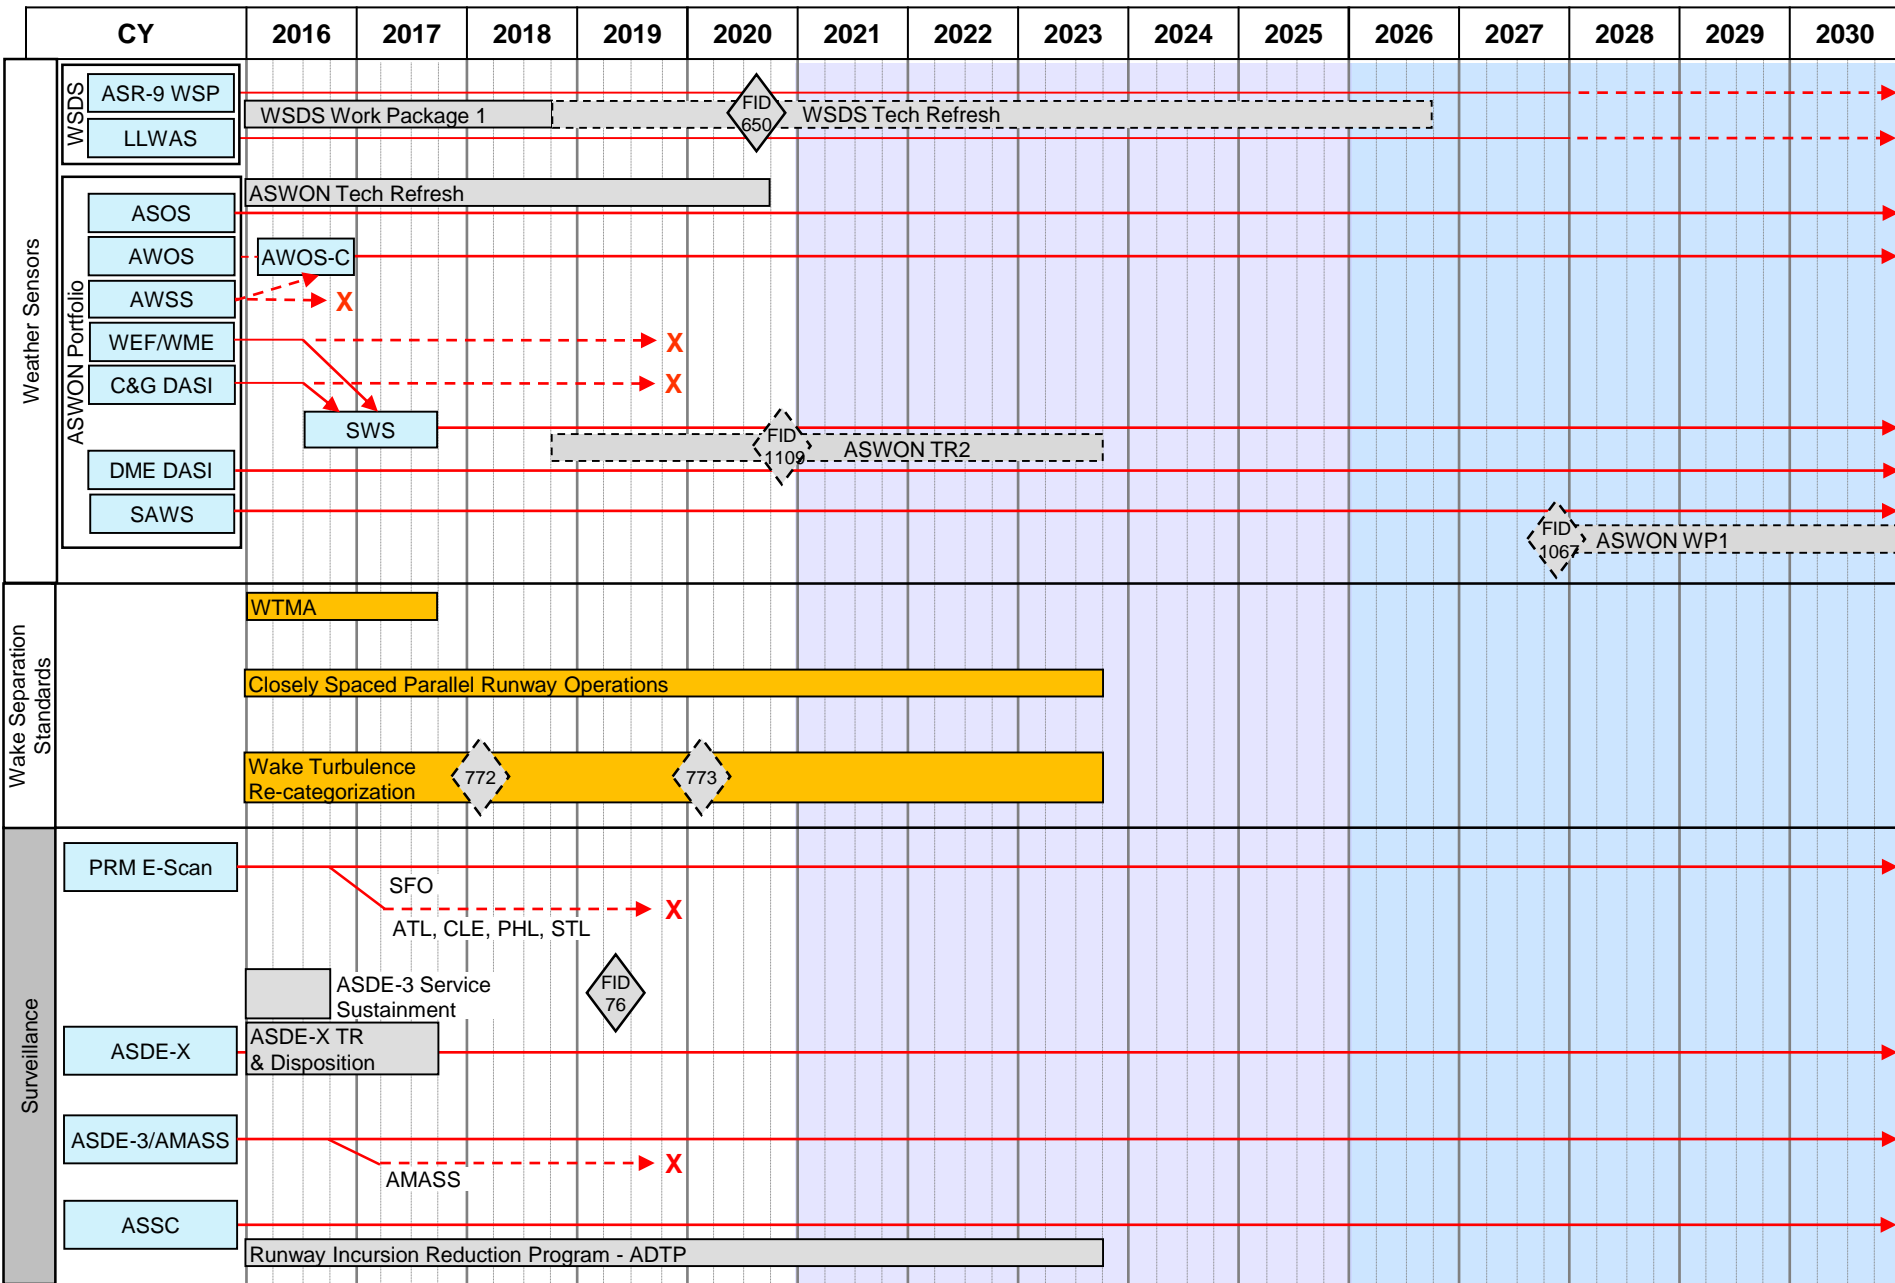 CY 2016 2017 2018 2019 2020 2021 2022 2023 2024 2025 2026 2027 2028 2029 2030
Weather Sensors
WSDS
ASR-9 WSP
LLWAS
WSDS Work Package 1
FID
650
WSDS Tech Refresh
ASWON Portfolio
ASWON Tech Refresh
ASOS
AWOS
AWOS-C
AWSS
X
WEF/WME
X
C&G DASI
X
SWS
FID
1109
ASWON TR2
DME DASI
SAWS
FID
1067
ASWON WP1
Wake Separation
Standards
WTMA
Closely Spaced Parallel Runway Operations
Wake Turbulence
Re-categorization
772
773
Surveillance
PRM E-Scan
SFO
X
ATL, CLE, PHL, STL
ASDE-3 Service
Sustainment
FID
76
ASDE-X
ASDE-X TR
& Disposition
ASDE-3/AMASS
X
AMASS
ASSC
Runway Incursion Reduction Program - ADTP